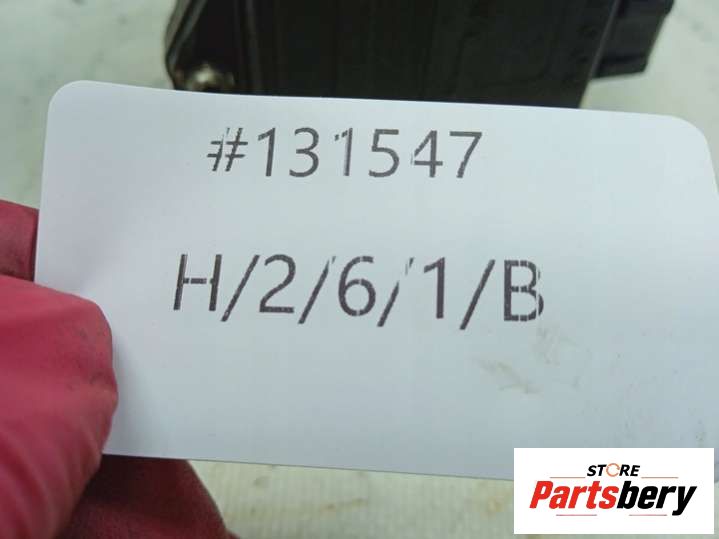 #131547
H/2/6/1/B
STORE
Partsbery